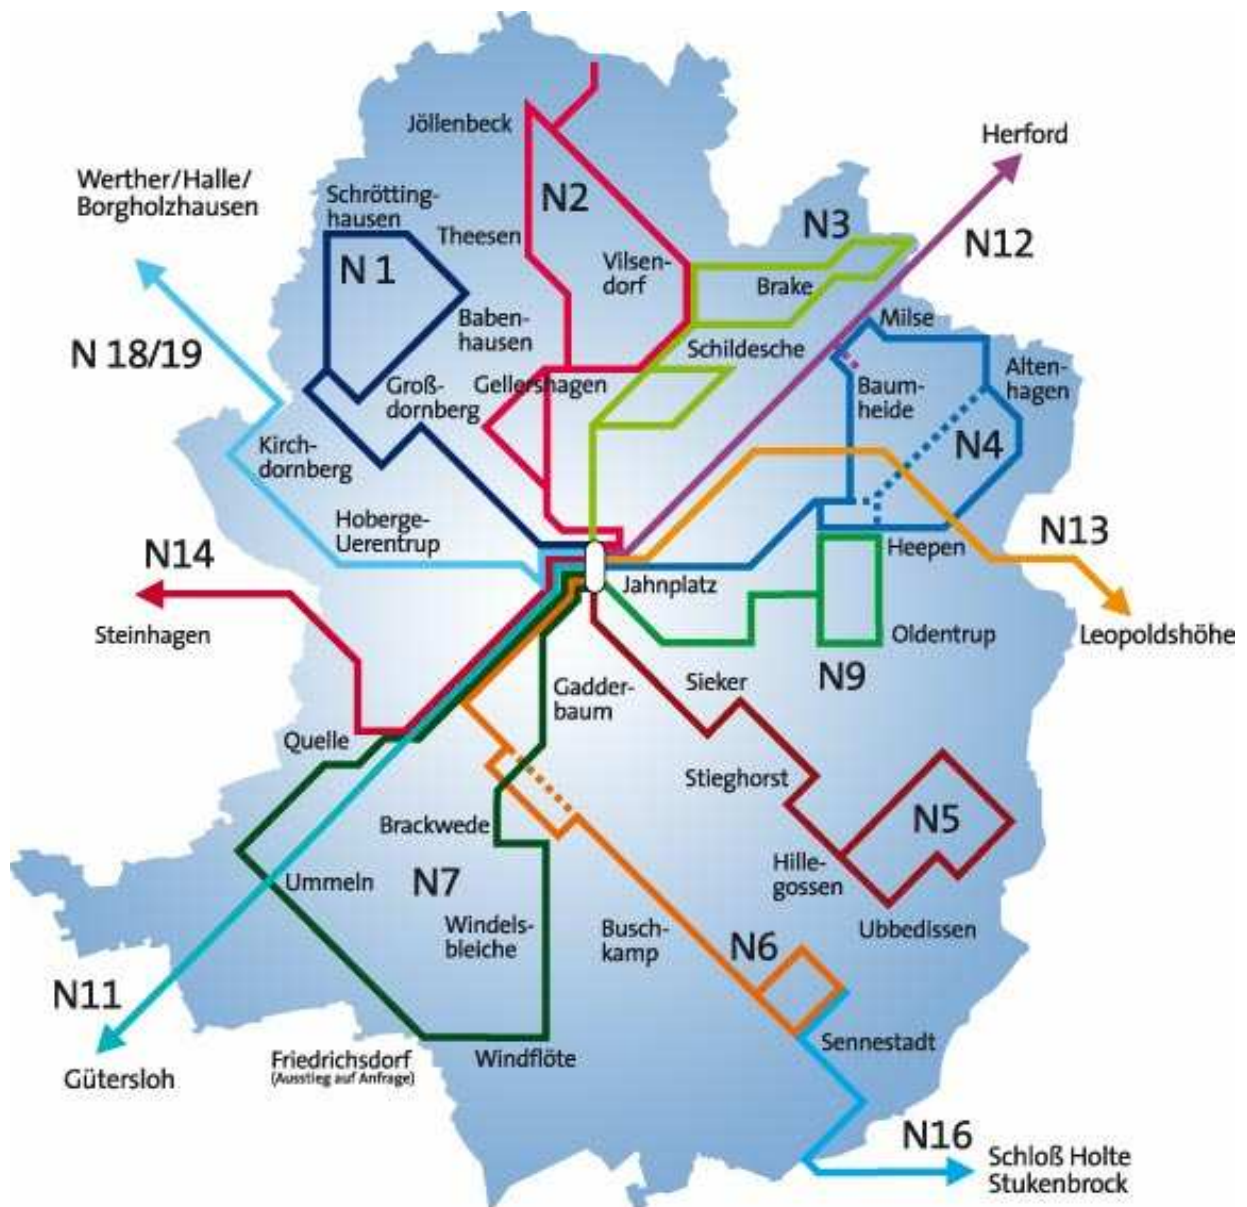 Herford
Jöllenbeck
Werther/Halle/
Borgholzhausen
Schrötting-
hausen
N2
N3
N12
Theesen
N 1
Vilsen-
dorf
Brake
Baben-
hausen
Milse
N 18/19
Schildesche
Alten-
hagen
Groß-
dornberg
Gellershagen
Baum-
heide
Kirch-
dornberg
N4
Hoberge-
Uerentrup
N14
N13
Heepen
Jahnplatz
Steinhagen
Oldentrup
Leopoldshöhe
N9
Sieker
Gadder-
baum
Quelle
Stieghorst
N5
Brackwede
Hille-
gossen
Ummeln
N7
Windels-
bleiche
Busch-
kamp
Ubbedissen
N6
N11
Sennestadt
Gütersloh
Friedrichsdorf
(Ausstieg auf Anfrage)
Windflöte
N16
Schloß Holte
Stukenbrock